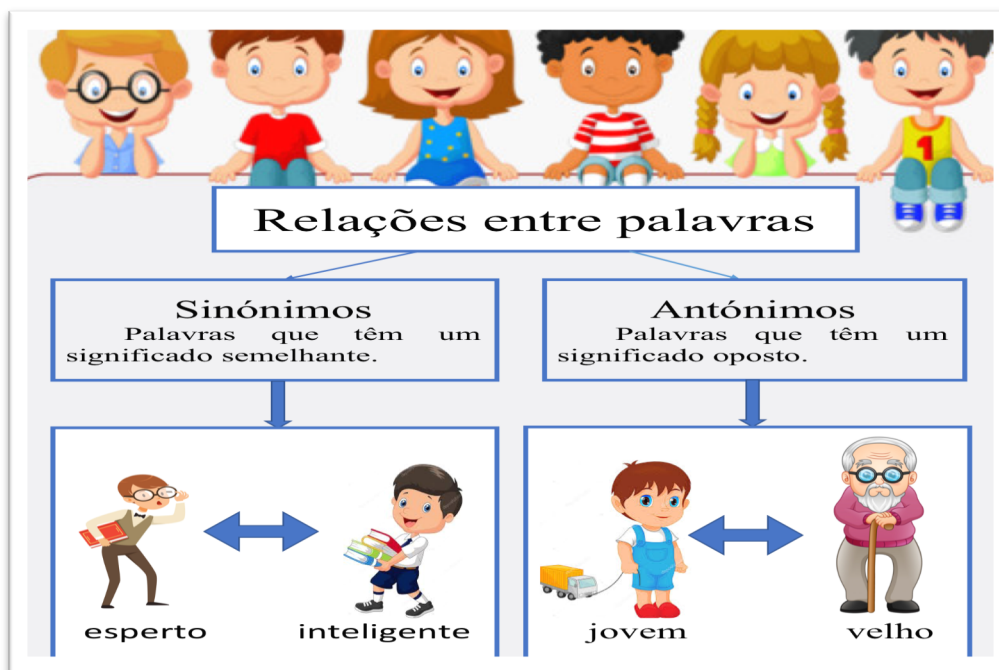 1
Relações entre palavras
Sinónimos
Palavras que têm um
significado semelhante.
Antónimos
Palavras que têm um
significado oposto.
esperto
inteligente
jovem
velho